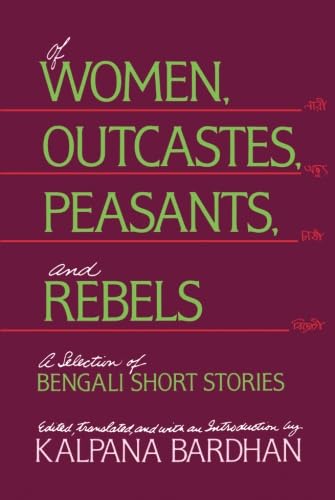 of
WOMEN,
নারী
OUTCASTES,
অছুৎ
PEASANTS,
চাষী
and
REBELS
বিদ্রোহী
A Selection of
BENGALI SHORT STORIES
Edited, translated, and with an Introduction by
KALPANA BARDHAN